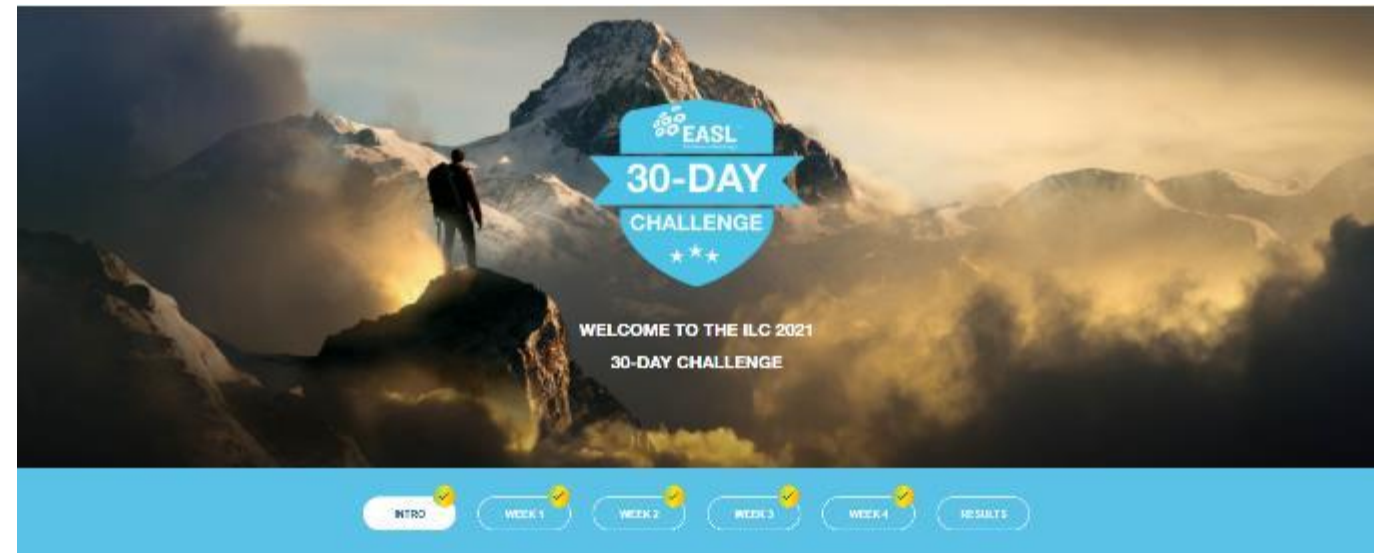 EASL
30-DAY
CHALLENGE
WELCOME TO THE ILC 2021
30-DAY CHALLENGE
INTRO
WEEK 1
WEEK 2
WEEK 3
WEEK 4
RESULTS